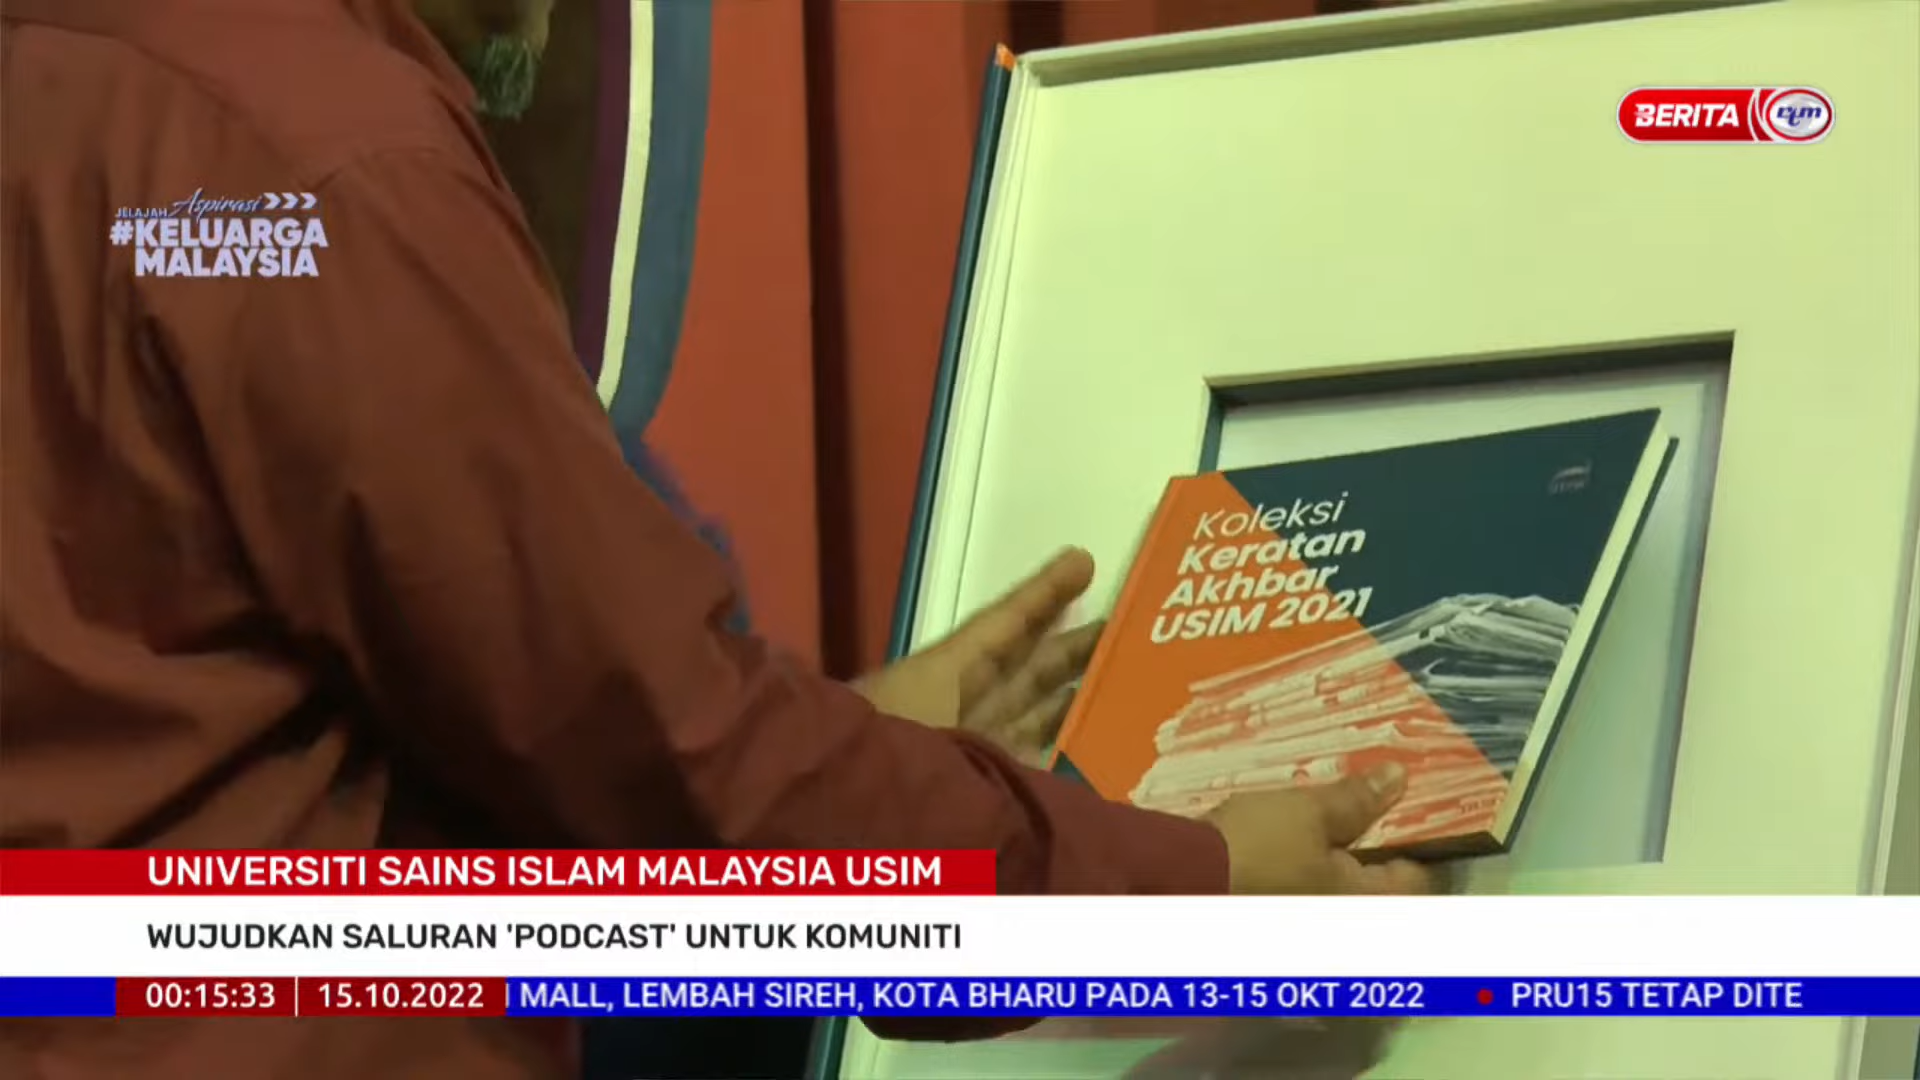 BERITA rtm
JELAJAH Aspirasi
#KELUARGA
MALAYSIA
Koleksi
Keratan
Akhbar
USIM 2021
UNIVERSITI SAINS ISLAM MALAYSIA USIM
WUJUDKAN SALURAN 'PODCAST' UNTUK KOMUNITI
00:15:33 15.10.2022 MALL, LEMBAH SIREH, KOTA BHARU PADA 13-15 OKT 2022 • PRU15 TETAP DITE